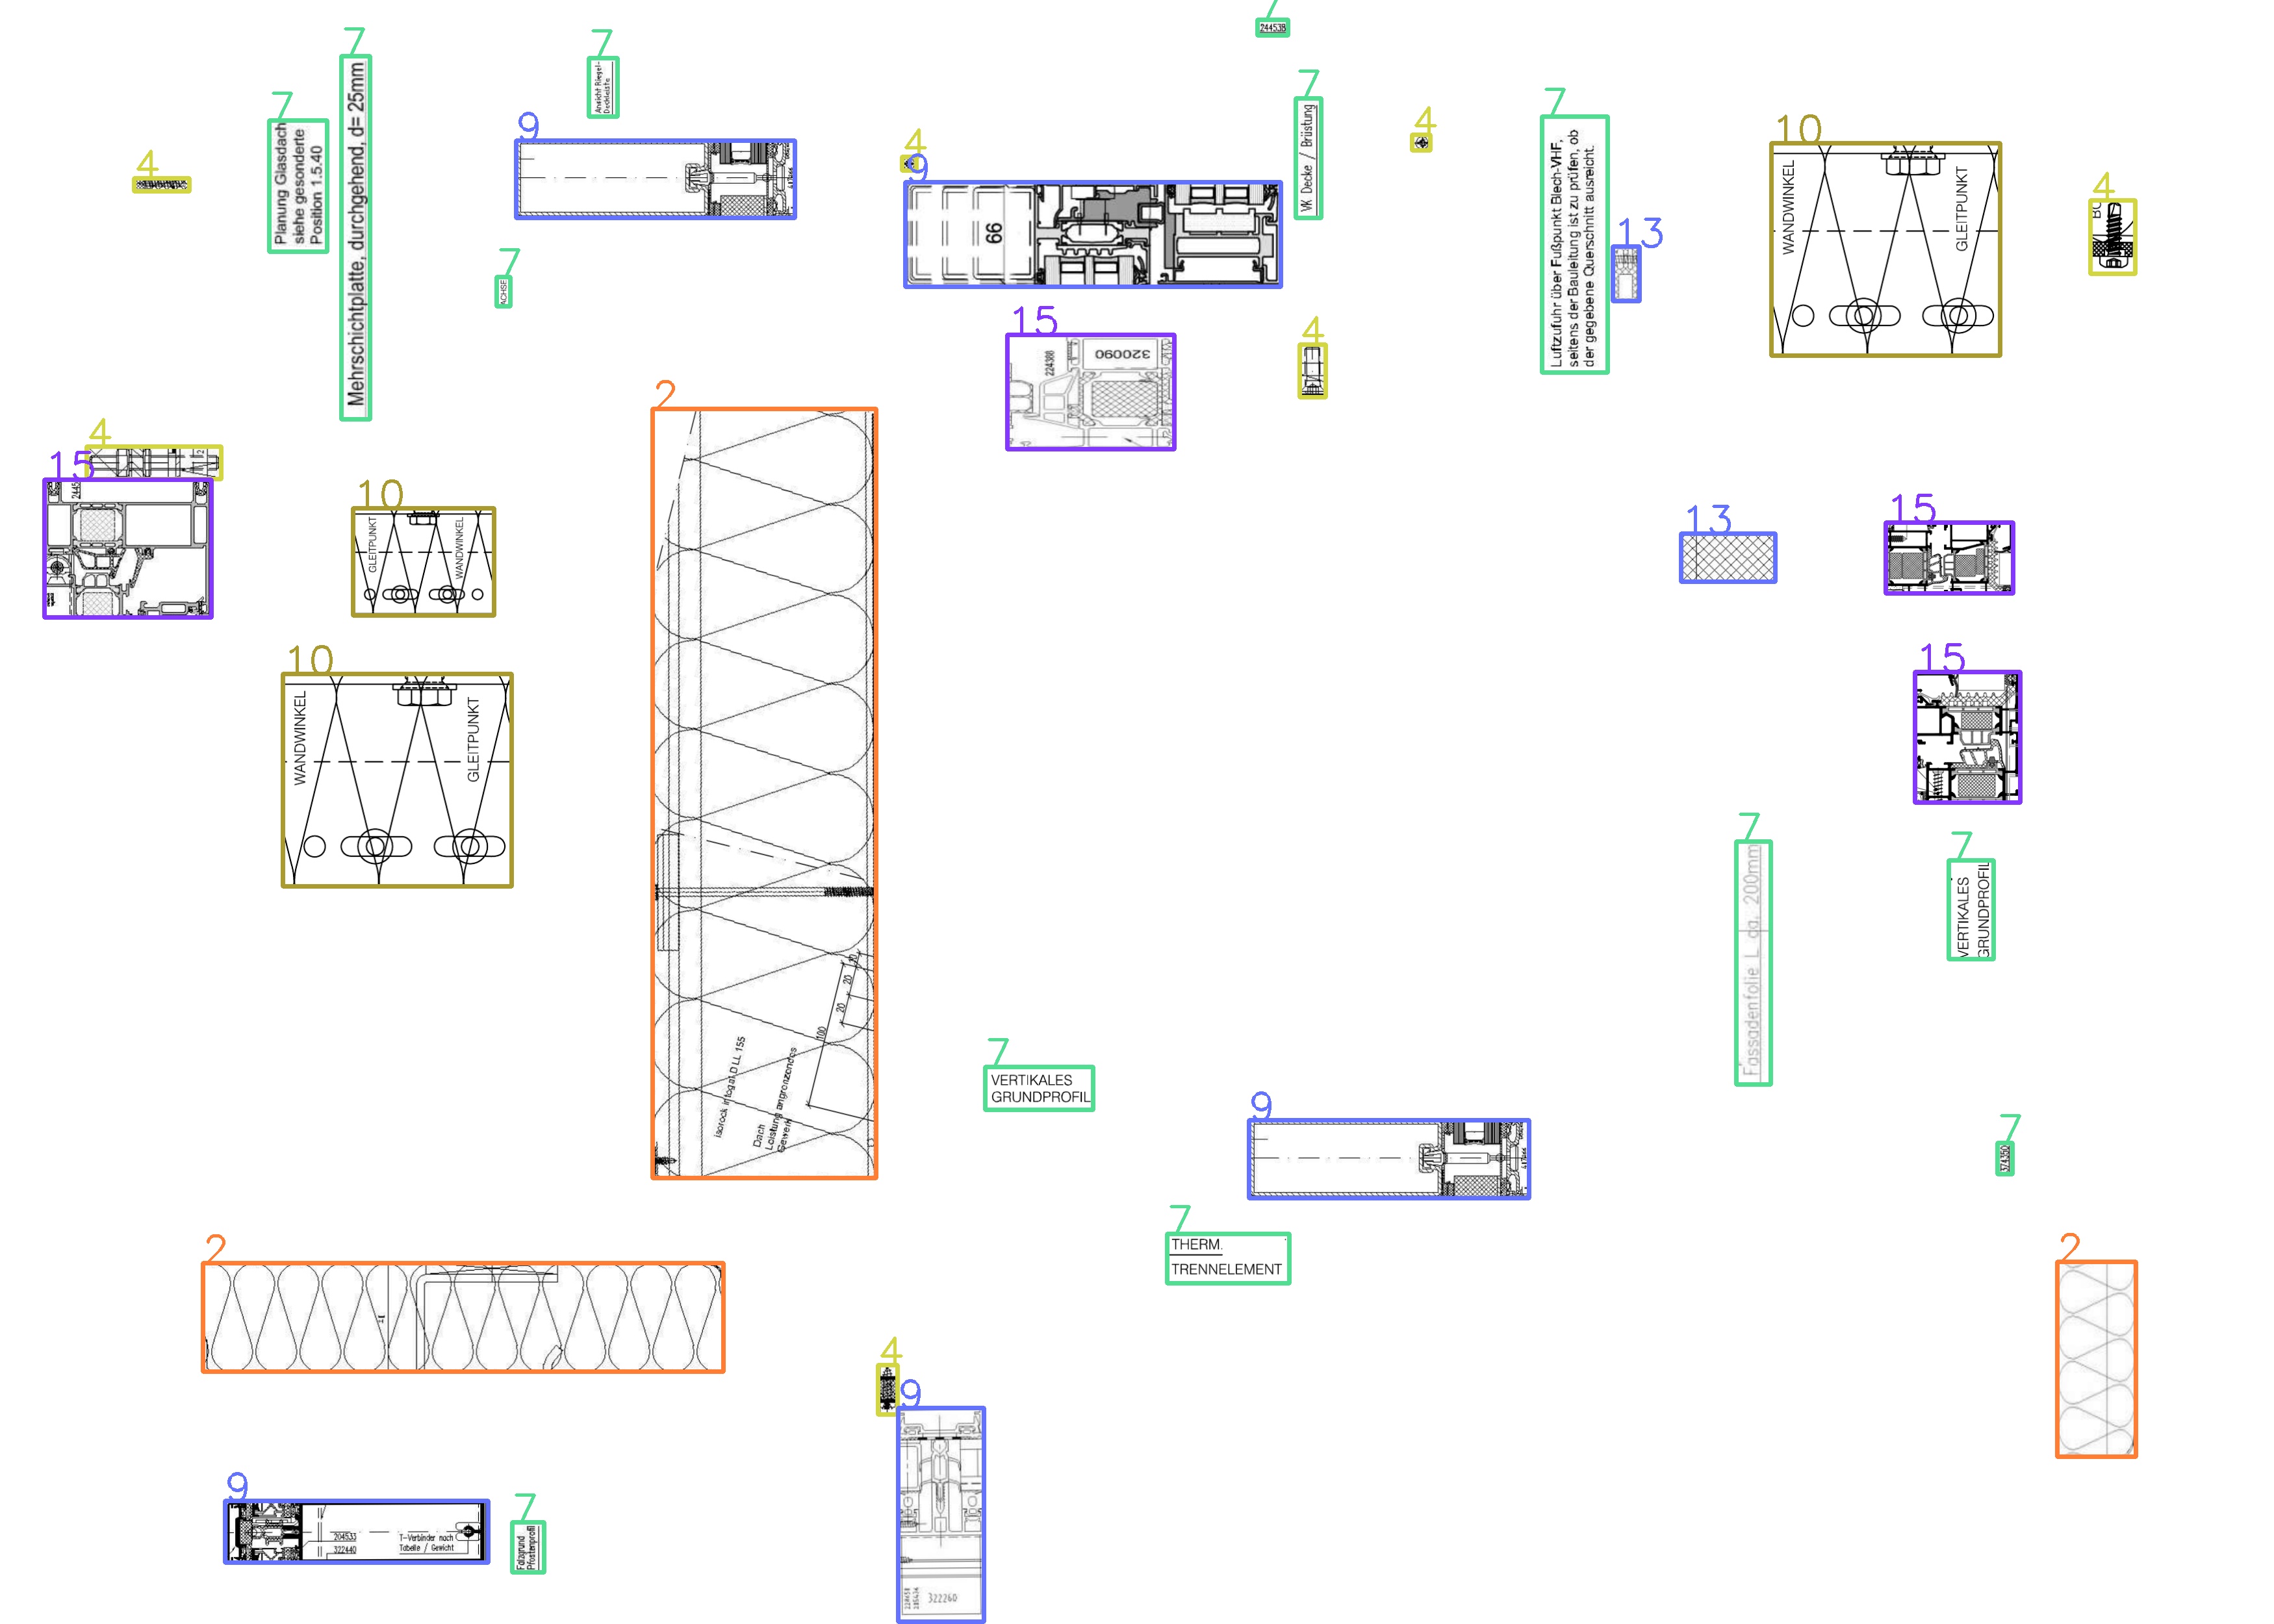 7
244538
7
7
Ansicht Riegel-
Deckleiste
7
VK Decke / Brüstung
7
Mehrschichtplatte, durchgehend, d= 25mm
7
Planung Glasdach
siehe gesonderte
Position 1.5.40
7
Luftzufuhr über Fußpunkt Blech-VHF,
seitens der Bauleitung ist zu prüfen, ob
der gegebene Querschnitt ausreicht.
4
9
4
9
66
4
10
WANDWINKEL
GLEITPUNKT
4
13
7
ACHSE
15
224388
320090
4
2
isorock integal D LL 155
Dach
Leistung angrenzendes
Gewerk
100
20
20
4
15
10
GLEITPUNKT
WANDWINKEL
13
15
10
WANDWINKEL
GLEITPUNKT
15
7
Fassadenfolie L ca. 200mm
7
VERTIKALES
GRUNDPROFIL
7
VERTIKALES
GRUNDPROFIL
9
7
7
THERM.
TRENNELEMENT
2
2
4
9
322260
9
204533
322440
T-Verbinder nach
Tabelle / Gewicht
7
Falzgrund
Pfostenprofil